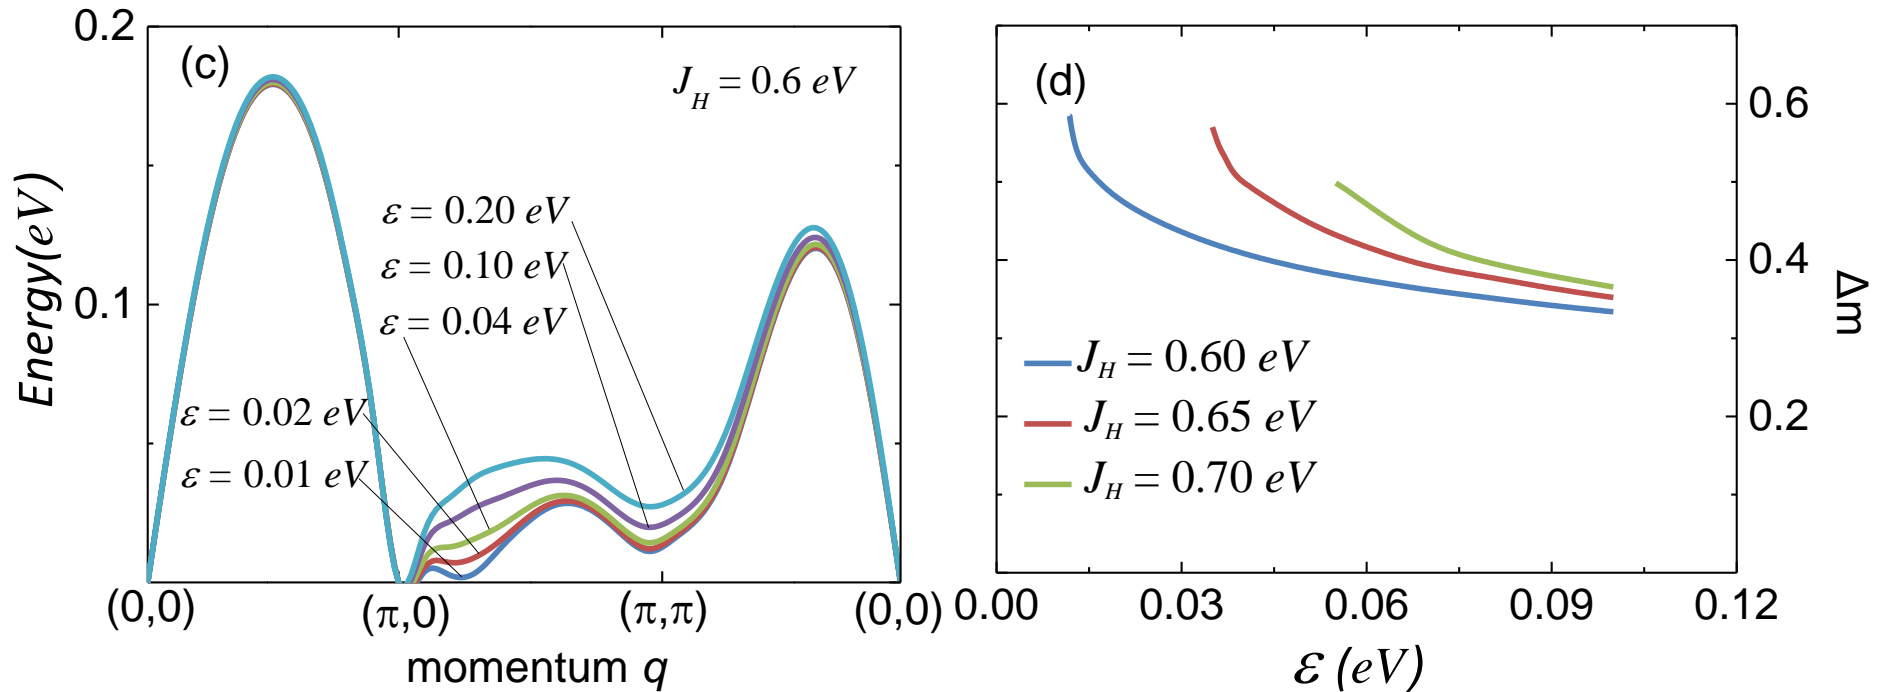 (c)
J_H = 0.6 eV
0.2
0.1
Energy(eV)
ε = 0.20 eV
ε = 0.10 eV
ε = 0.04 eV
ε = 0.02 eV
ε = 0.01 eV
(0,0) (π,0) (π,π) (0,0)
momentum q
(d)
0.6
0.4
0.2
Δm
J_H = 0.60 eV
J_H = 0.65 eV
J_H = 0.70 eV
0.00 0.03 0.06 0.09 0.12
ε (eV)